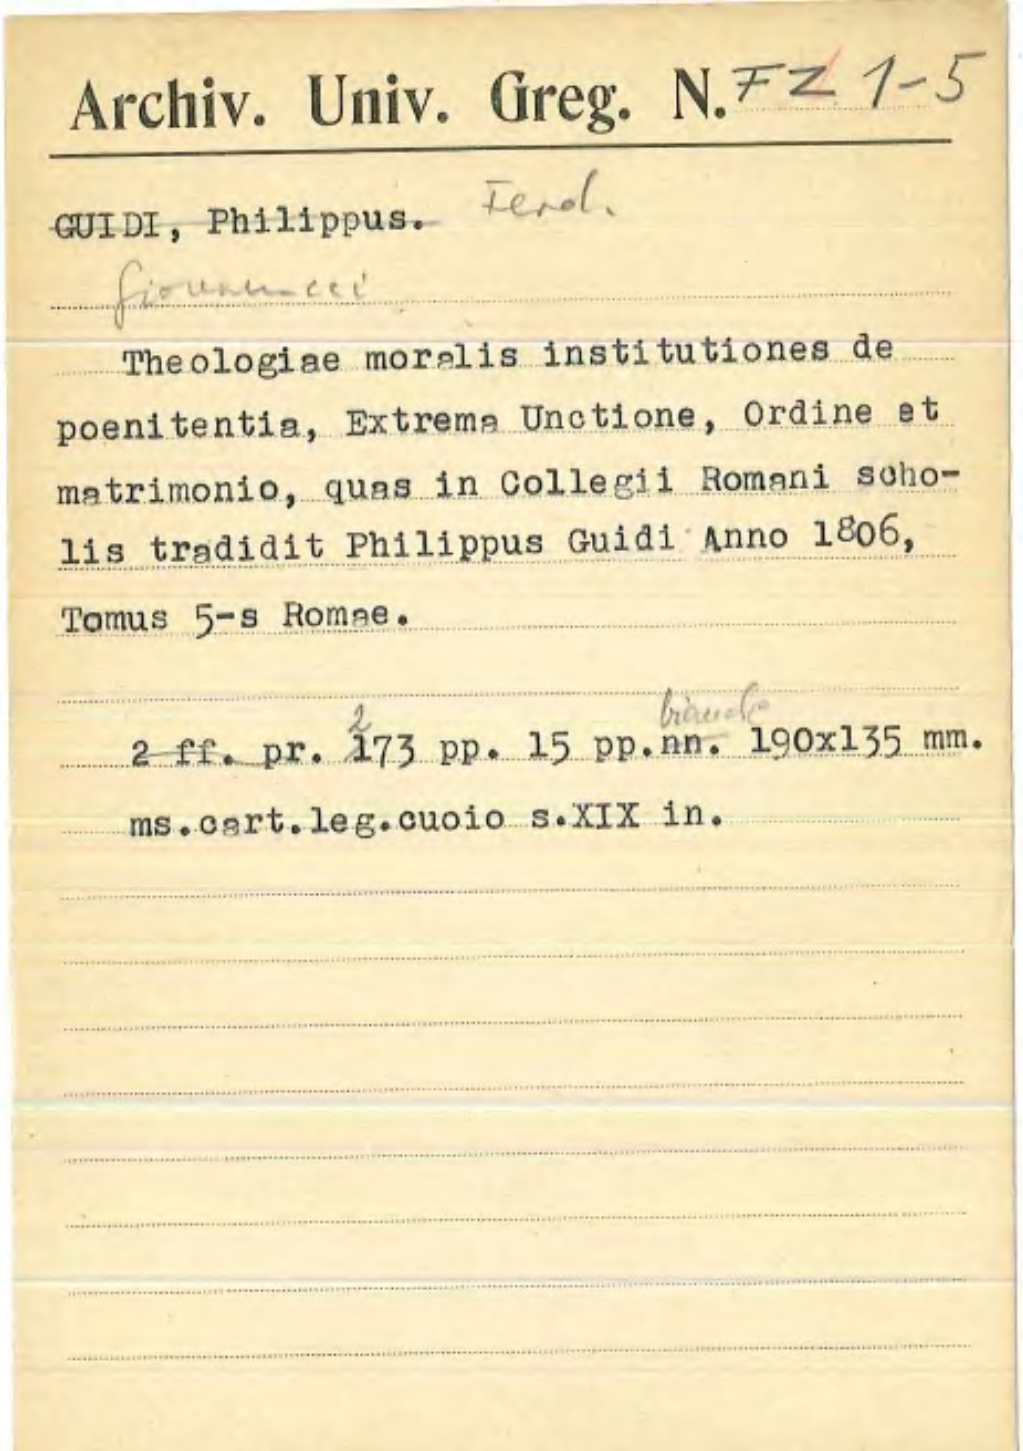 Archiv. Univ. Greg. N. FZ 1-5
GUIDI, Philippus. Ferd.
Giovanucci
Theologiae moralis institutiones de
poenitentia, Extrema Unctione, Ordine et
matrimonio, quas in Collegii Romani scho-
lis tradidit Philippus Guidi Anno 1806,
Tomus 5-s Romae.
2 bianche
2 ff. pr. 173 pp. 15 pp.nn. 190x135 mm.
ms.cart.leg.cuoio s.XIX in.